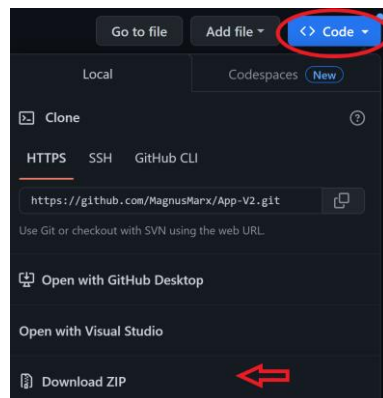 Go to file Add file <> Code
Local Codespaces New
Clone
HTTPS SSH GitHub CLI
https://github.com/MagnusMarx/App-V2.git
Use Git or checkout with SVN using the web URL.
Open with GitHub Desktop
Open with Visual Studio
Download ZIP